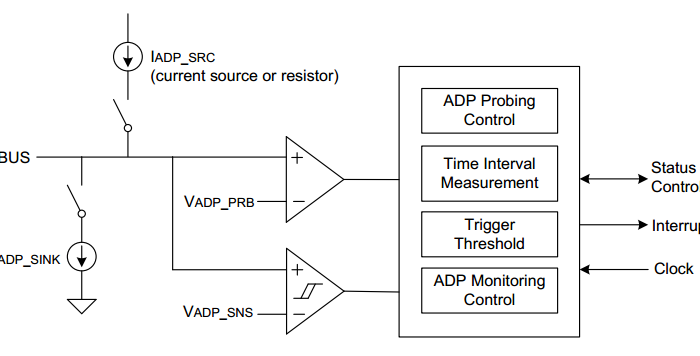 IADP_SRC
(current source or resistor)
BUS
VADP_PRB
ADP_SINK
VADP_SNS
ADP Probing
Control
Time Interval
Measurement
Trigger
Threshold
ADP Monitoring
Control
Status
Contro
Interrup
Clock